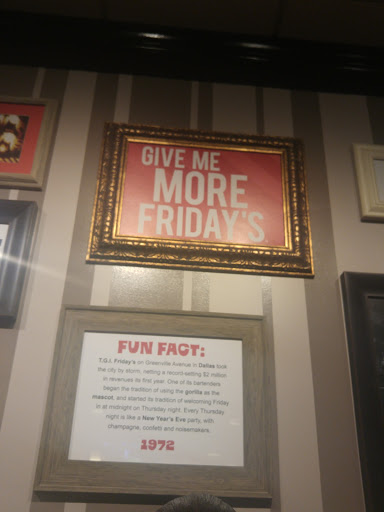 GIVE ME
MORE
FRIDAY'S
FUN FACT:
T.G.I. Friday's on Greenville Avenue in Dallas took
the city by storm, netting a record-setting $2 million
in revenues its first year. One of its bartenders
began the tradition of using the gorilla as the
mascot, and started its tradition of welcoming Friday
in at midnight on Thurstday night. Every Thursday
night is like a New Year's Eve party, with
champagne, confetti and noisemakers.
1972